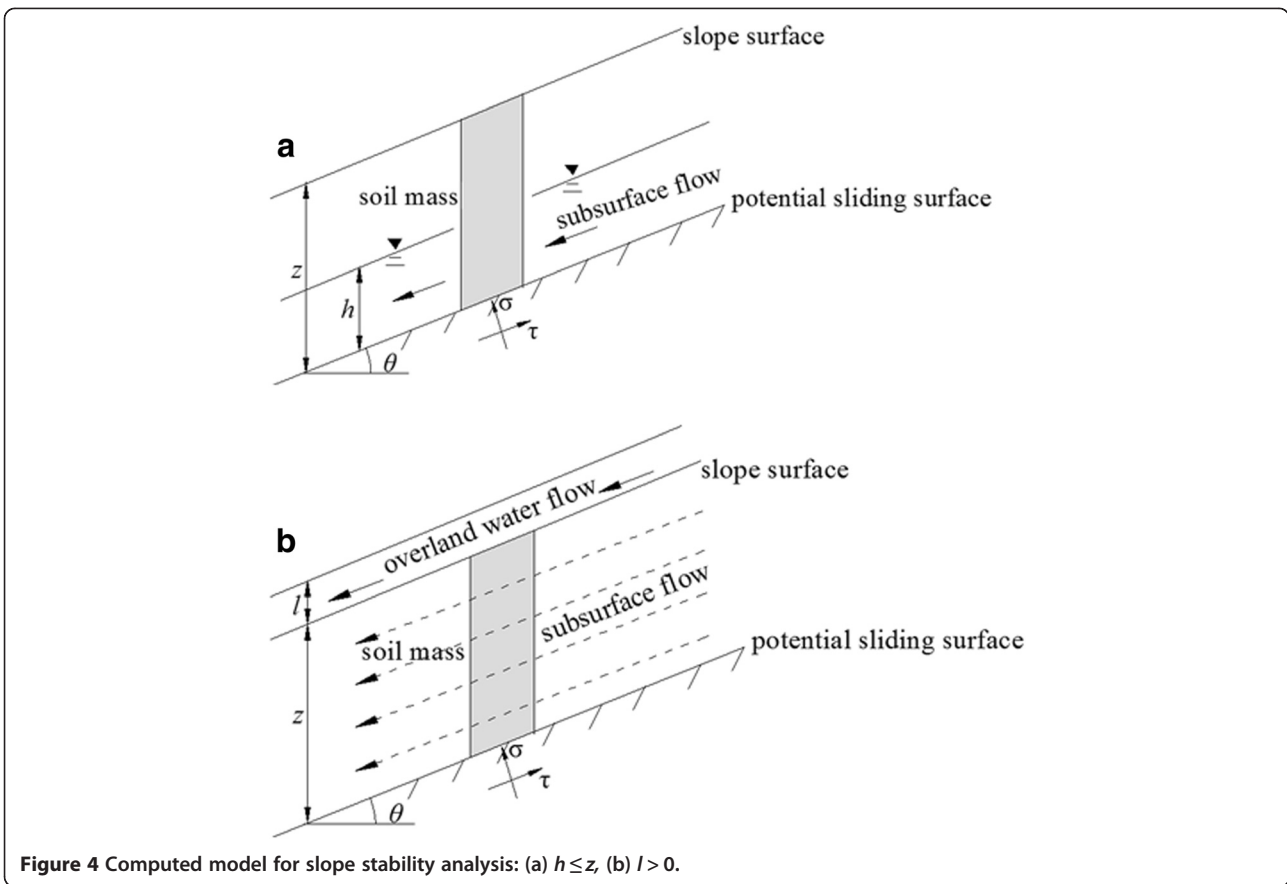 slope surface
a
soil mass
subsurface flow
potential sliding surface
z
h
σ
τ
θ
slope surface
overland water flow
b
l
subsurface flow
soil mass
potential sliding surface
z
σ
τ
θ
Figure 4 Computed model for slope stability analysis: (a) h ≤ z, (b) l > 0.